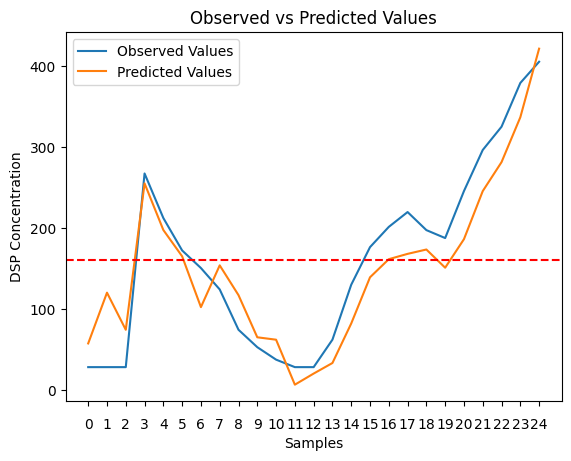 Observed vs Predicted Values
Observed Values
Predicted Values
DSP Concentration
400
300
200
100
0
0 1 2 3 4 5 6 7 8 9 10 11 12 13 14 15 16 17 18 19 20 21 22 23 24
Samples